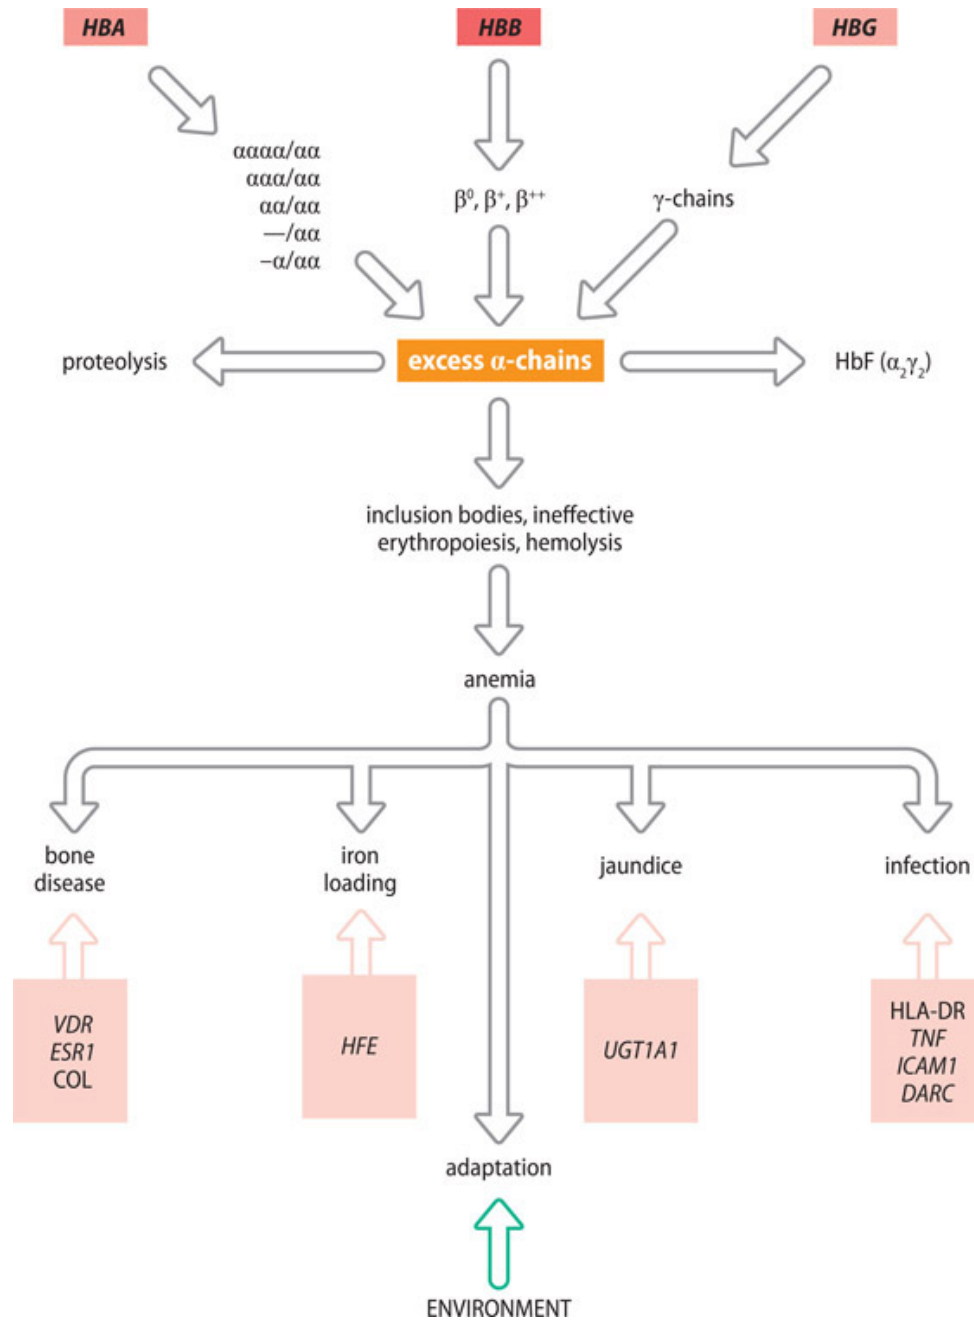 HBA
HBB
HBG
αααα/αα
ααα/αα
αα/αα
—/αα
–α/αα
β⁰, β⁺, β⁺⁺
γ-chains
proteolysis
excess α-chains
HbF (α₂γ₂)
inclusion bodies, ineffective
erythropoiesis, hemolysis
anemia
bone
disease
iron
loading
jaundice
infection
VDR
ESR1
COL
HFE
UGT1A1
HLA-DR
TNF
ICAM1
DARC
adaptation
ENVIRONMENT